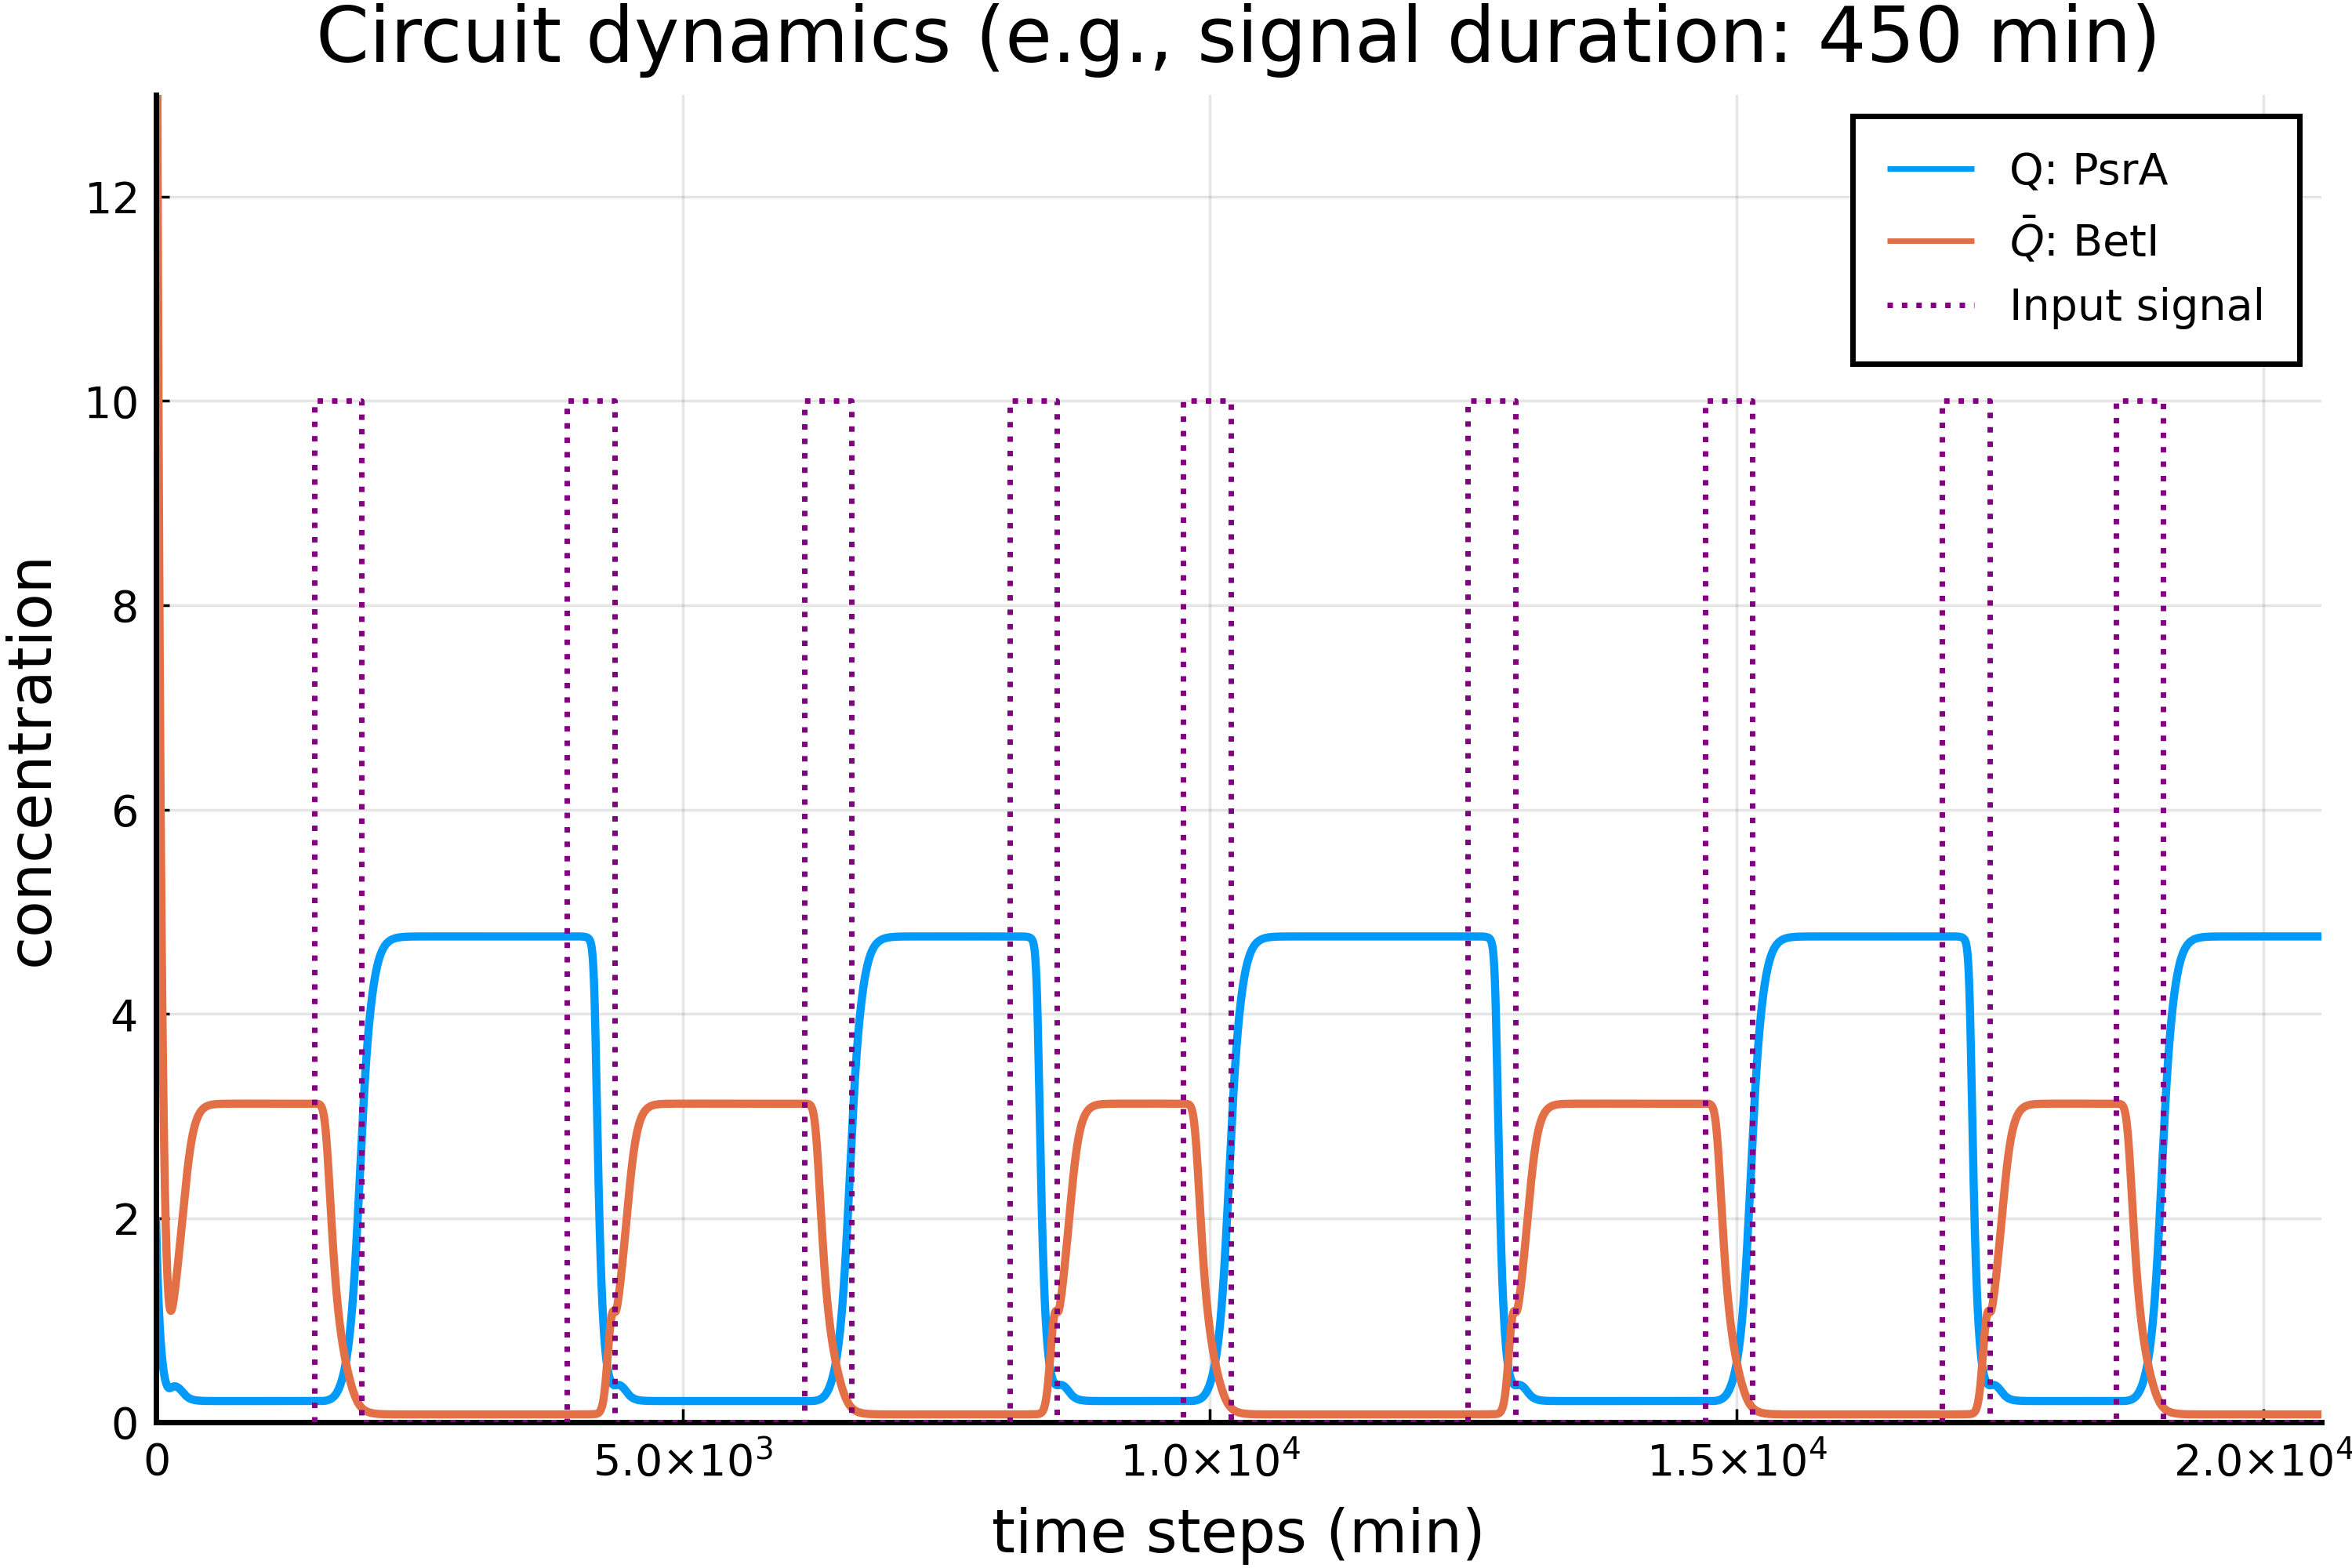 Circuit dynamics (e.g., signal duration: 450 min)
Q: PsrA
Q̄: BetI
Input signal
12
10
8
6
4
2
0
concentration
0 5.0×10³ 1.0×10⁴ 1.5×10⁴ 2.0×10⁴
time steps (min)